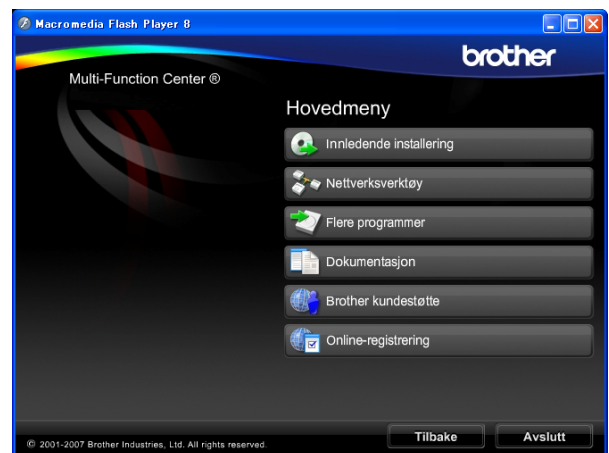 Macromedia Flash Player 8
brother
Multi-Function Center ®
Hovedmeny
Innledende installering
Nettverksverktøy
Flere programmer
Dokumentasjon
Brother kundestøtte
Online-registrering
Tilbake
Avslutt
© 2001-2007 Brother Industries, Ltd. All rights reserved.